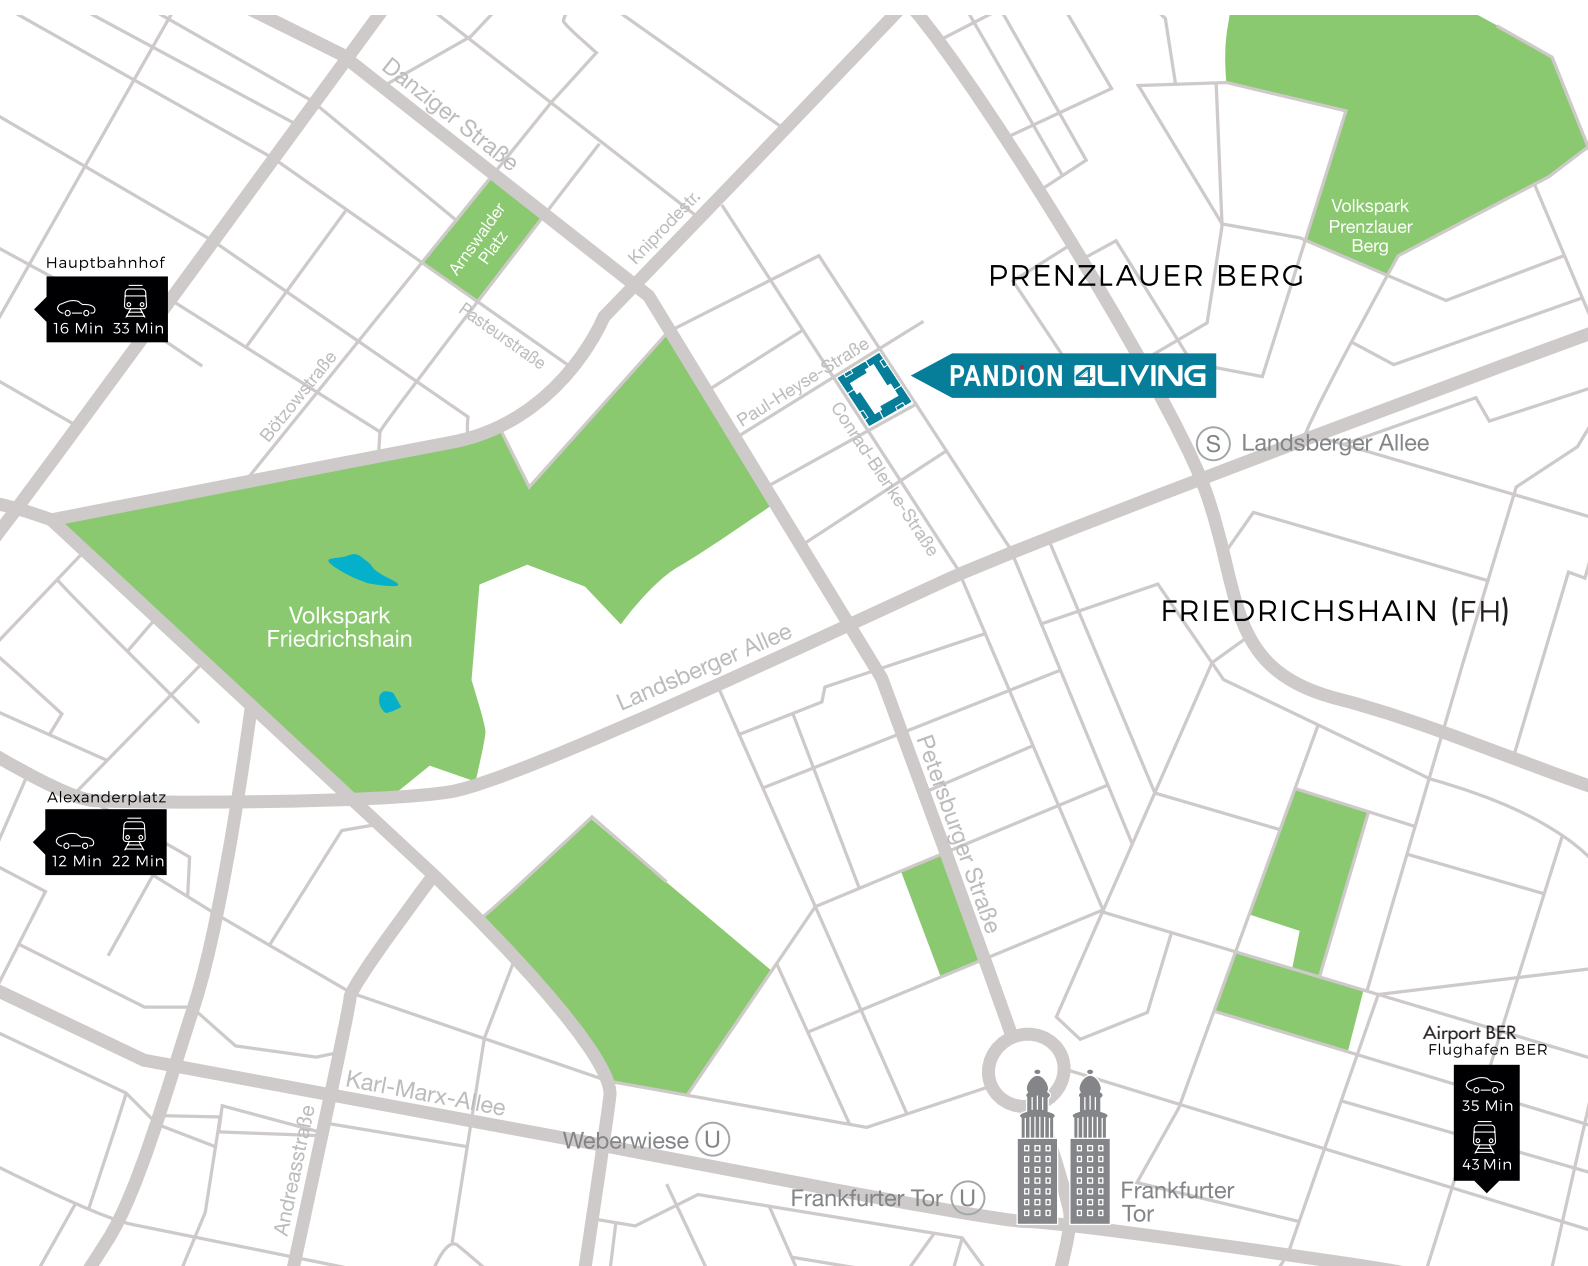 Danziger Straße
Arnswalder
Platz
Kniprodestr.
Volkspark
Prenzlauer
Berg
Hauptbahnhof
16 Min 33 Min
PRENZLAUER BERG
Pasteurstraße
Bötzowstraße
Paul-Heyse-Straße
PANDION 4LIVING
Conrad-Blenke-Straße
S Landsberger Allee
Volkspark
Friedrichshain
FRIEDRICHSHAIN (FH)
Landsberger Allee
Petersburger Straße
Alexanderplatz
12 Min 22 Min
Airport BER
Flughafen BER
35 Min
43 Min
Karl-Marx-Allee
Andreasstraße
Weberwiese U
Frankfurter Tor U
Frankfurter
Tor